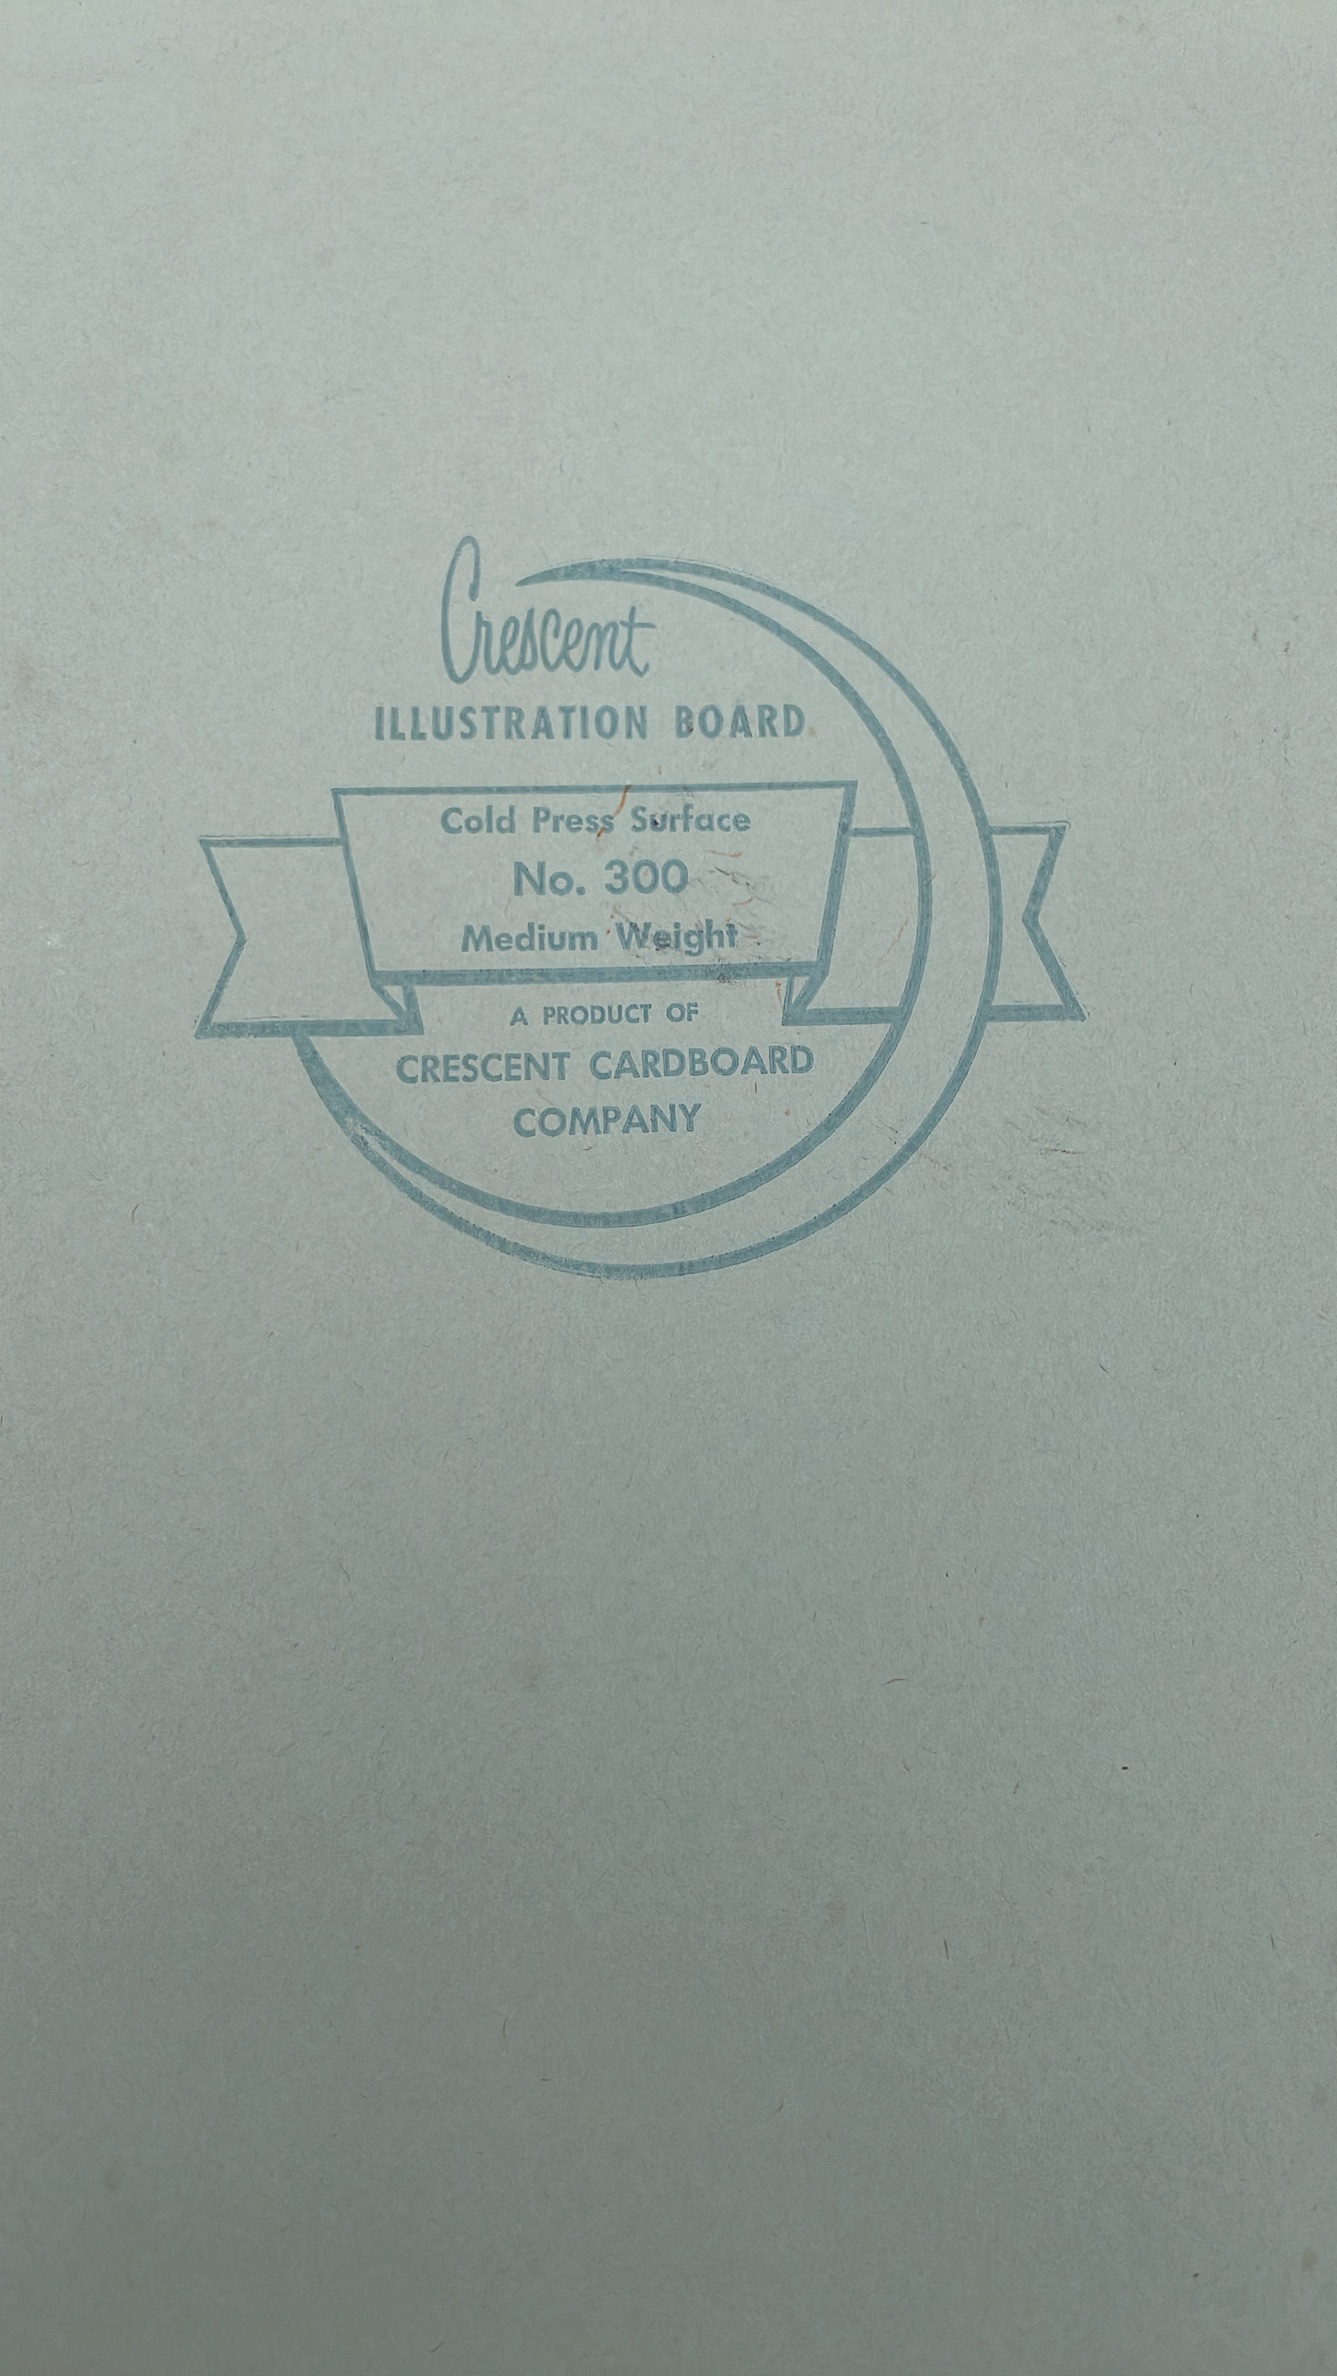 Crescent
ILLUSTRATION BOARD
Cold Press Surface
No. 300
Medium Weight
A PRODUCT OF
CRESCENT CARDBOARD
COMPANY